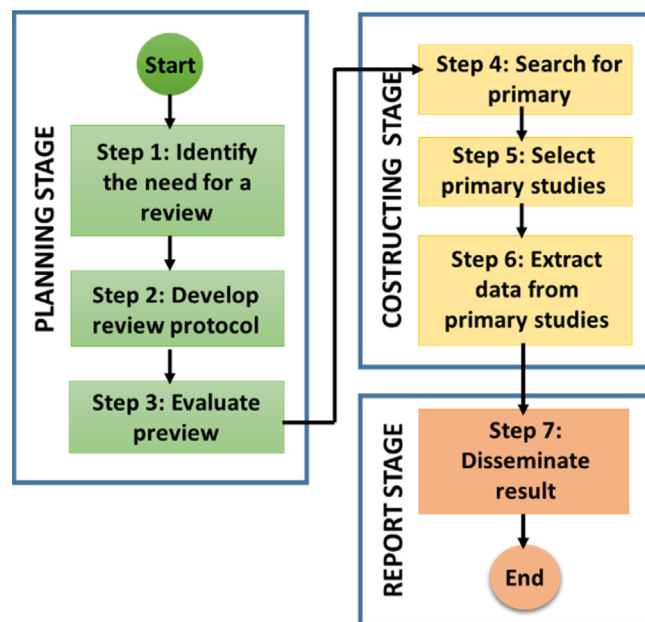 PLANNING STAGE
Start
Step 1: Identify
the need for a
review
Step 2: Develop
review protocol
Step 3: Evaluate
preview
COSTRUCTING STAGE
Step 4: Search for
primary
Step 5: Select
primary studies
Step 6: Extract
data from
primary studies
REPORT STAGE
Step 7:
Disseminate
result
End